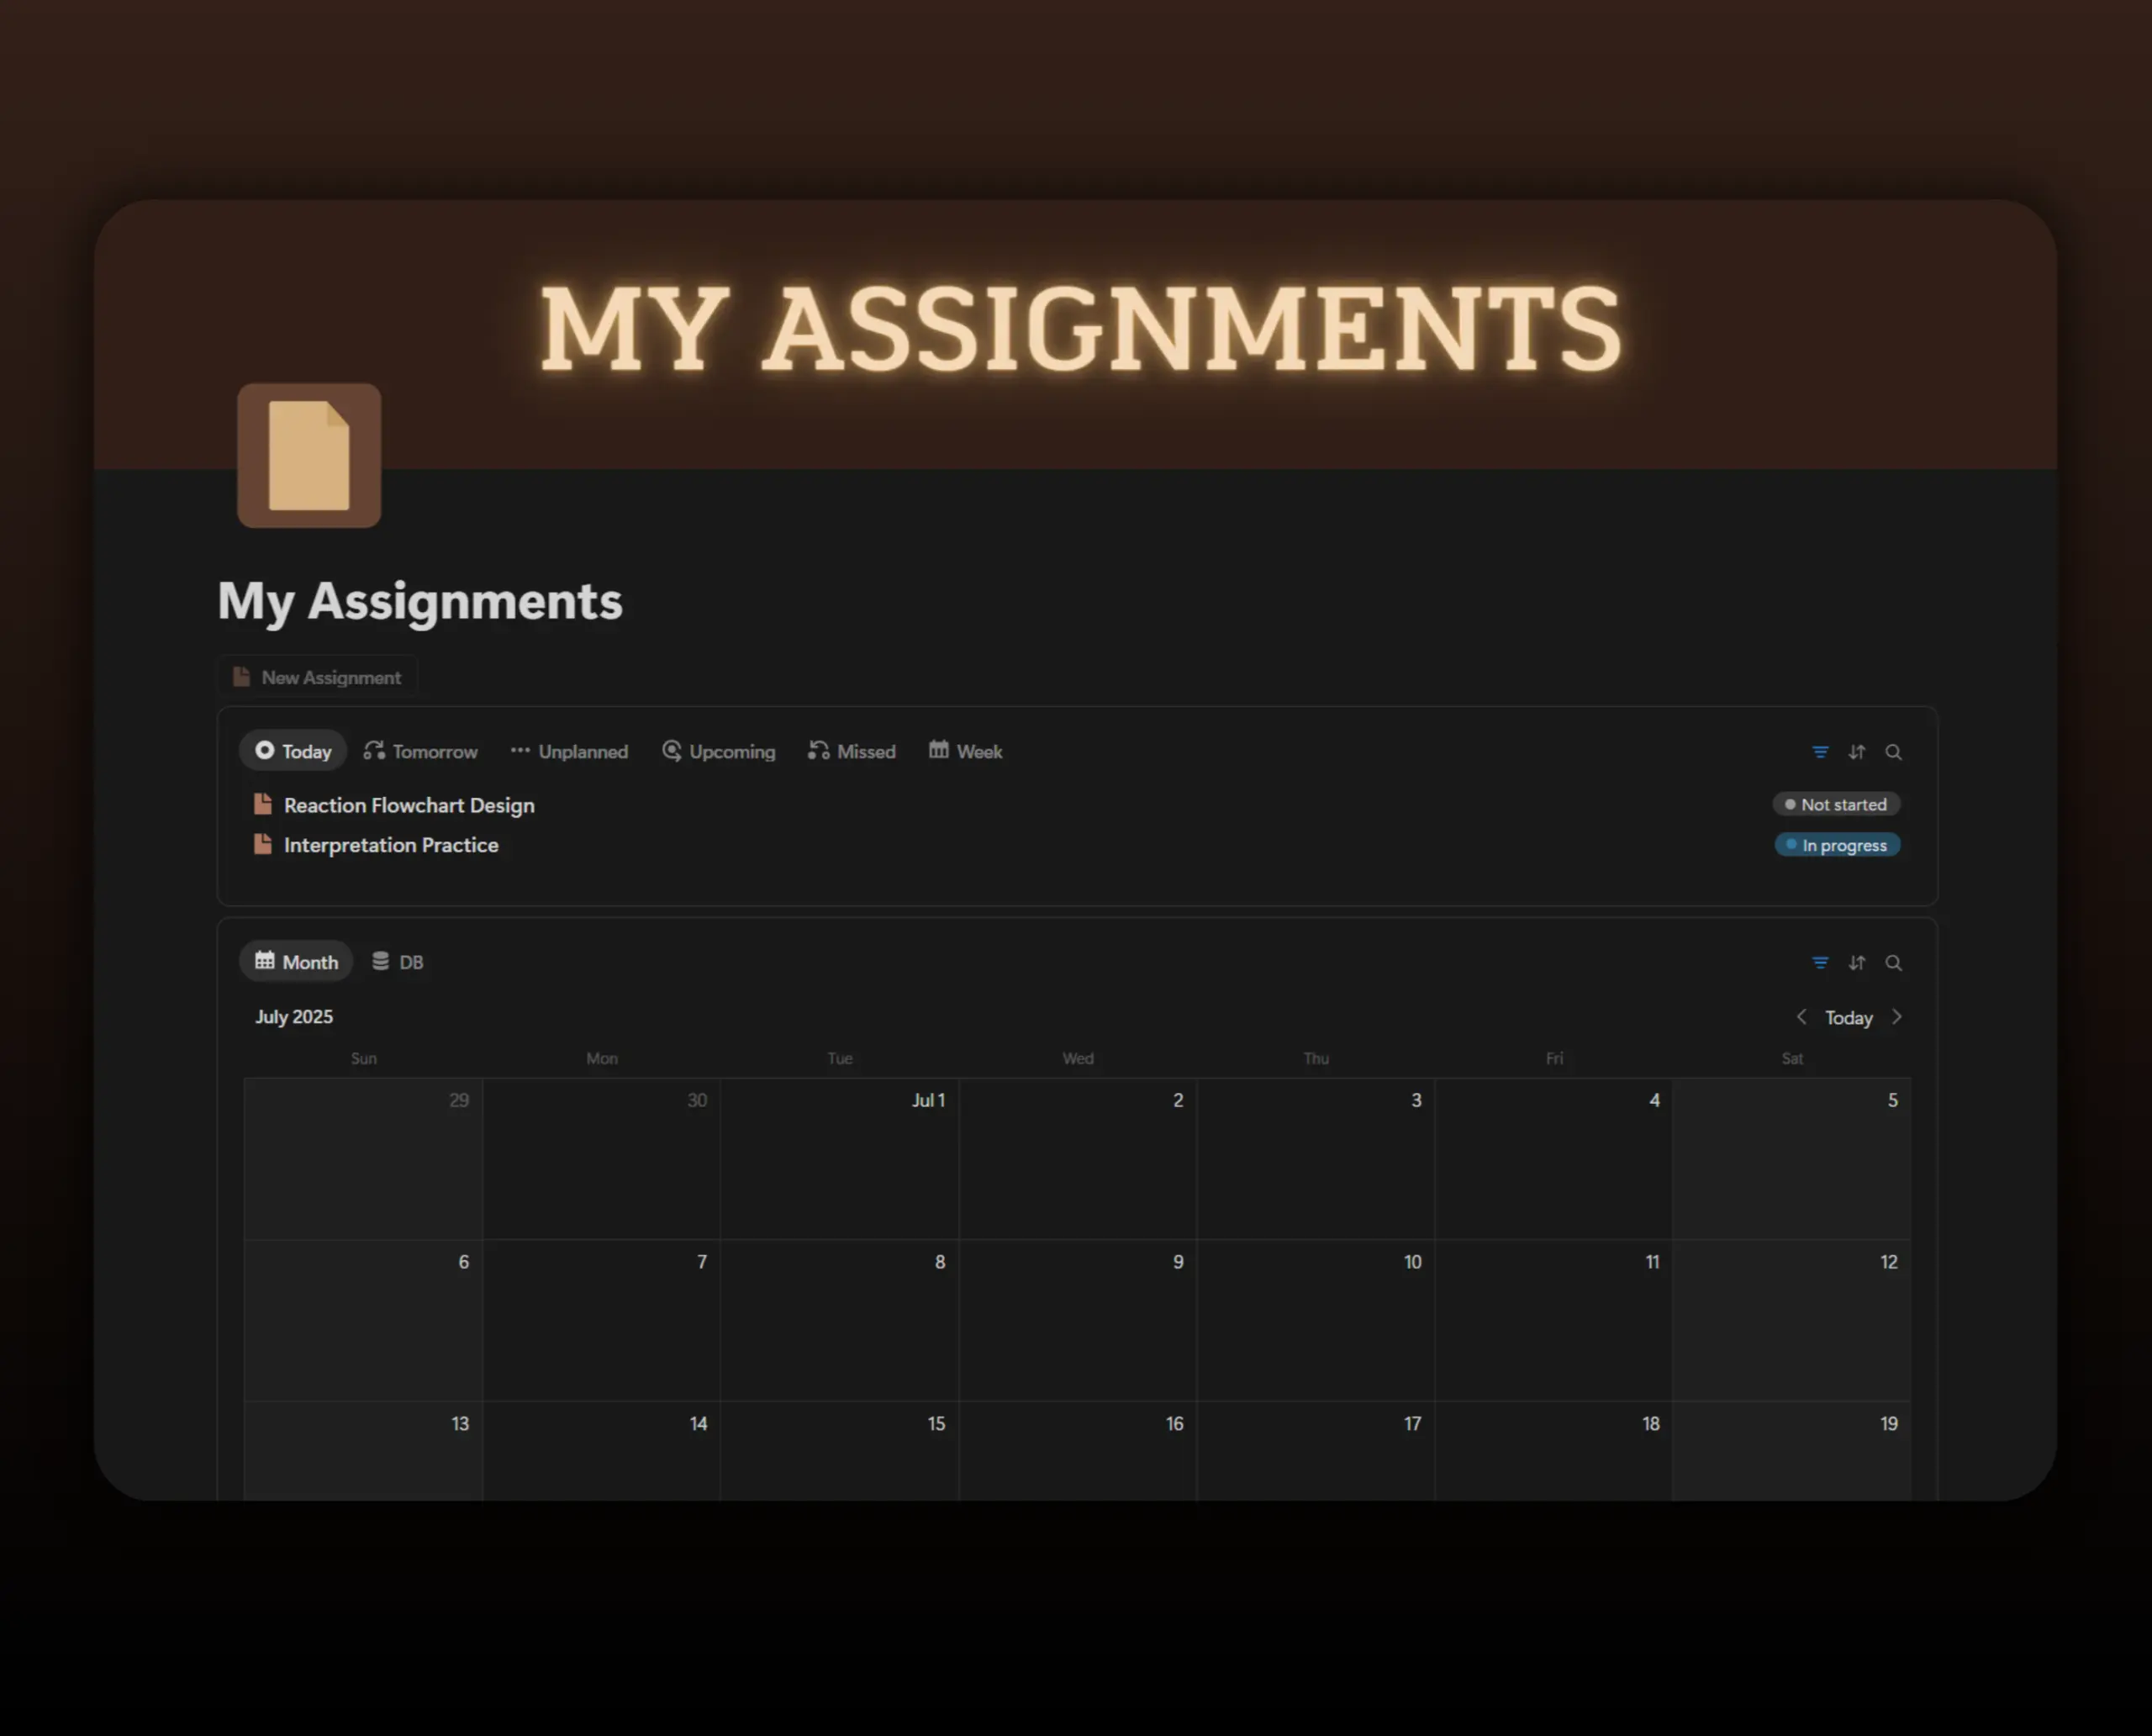 MY ASSIGNMENTS
My Assignments
New Assignment
Today Tomorrow Unplanned Upcoming Missed Week
Reaction Flowchart Design Not started
Interpretation Practice In progress
Month DB
July 2025 Today
Sun Mon Tue Wed Thu Fri Sat
29 30 Jul 1 2 3 4 5
6 7 8 9 10 11 12
13 14 15 16 17 18 19